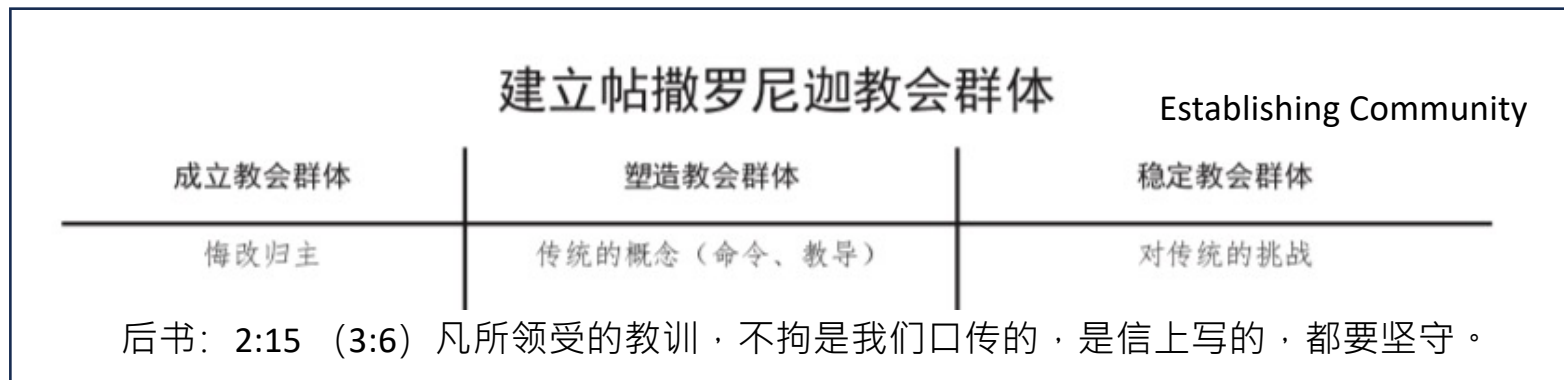 建立帖撒罗尼迦教会群体
Establishing Community
成立教会群体 塑造教会群体 稳定教会群体
悔改归主 传统的概念（命令、教导） 对传统的挑战
后书：2:15 （3:6）凡所领受的教训，不拘是我们口传的，是信上写的，都要坚守。